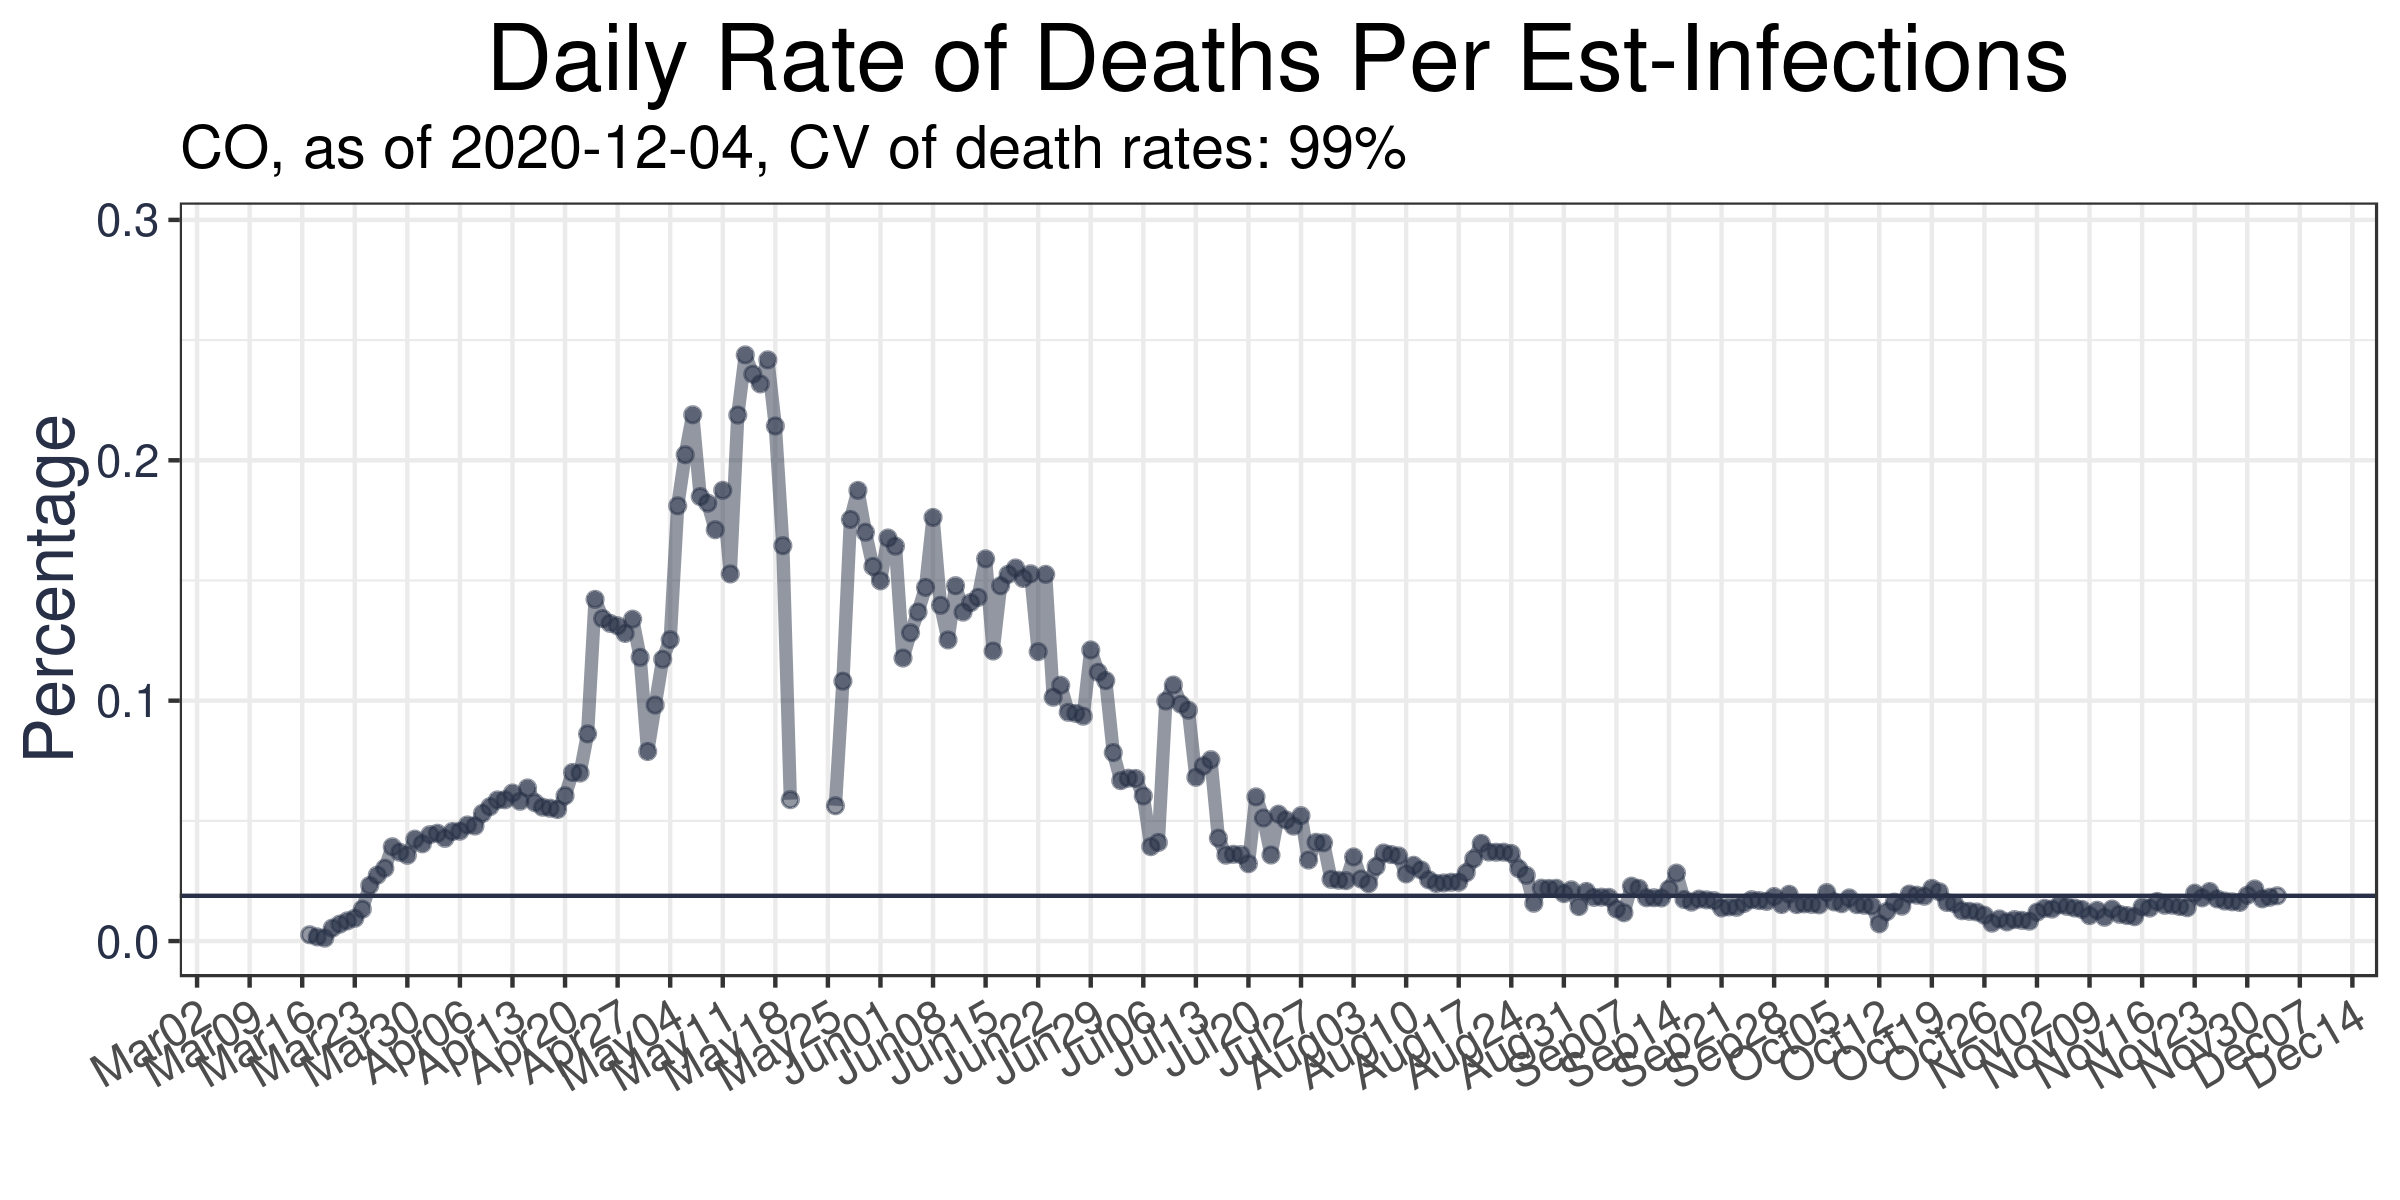 Daily Rate of Deaths Per Est-Infections
CO, as of 2020-12-04, CV of death rates: 99%
Percentage
0.3
0.2
0.1
0.0
Mar02
Mar09
Mar16
Mar23
Mar30
Apr06
Apr13
Apr20
Apr27
May04
May11
May18
May25
Jun01
Jun08
Jun15
Jun22
Jun29
Jul06
Jul13
Jul20
Jul27
Aug03
Aug10
Aug17
Aug24
Aug31
Sep07
Sep14
Sep21
Sep28
Oct05
Oct12
Oct19
Oct26
Nov02
Nov09
Nov16
Nov23
Nov30
Dec07
Dec14